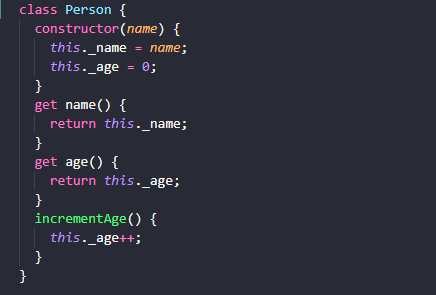 class Person {
  constructor(name) {
    this._name = name;
    this._age = 0;
  }
  get name() {
    return this._name;
  }
  get age() {
    return this._age;
  }
  incrementAge() {
    this._age++;
  }
}